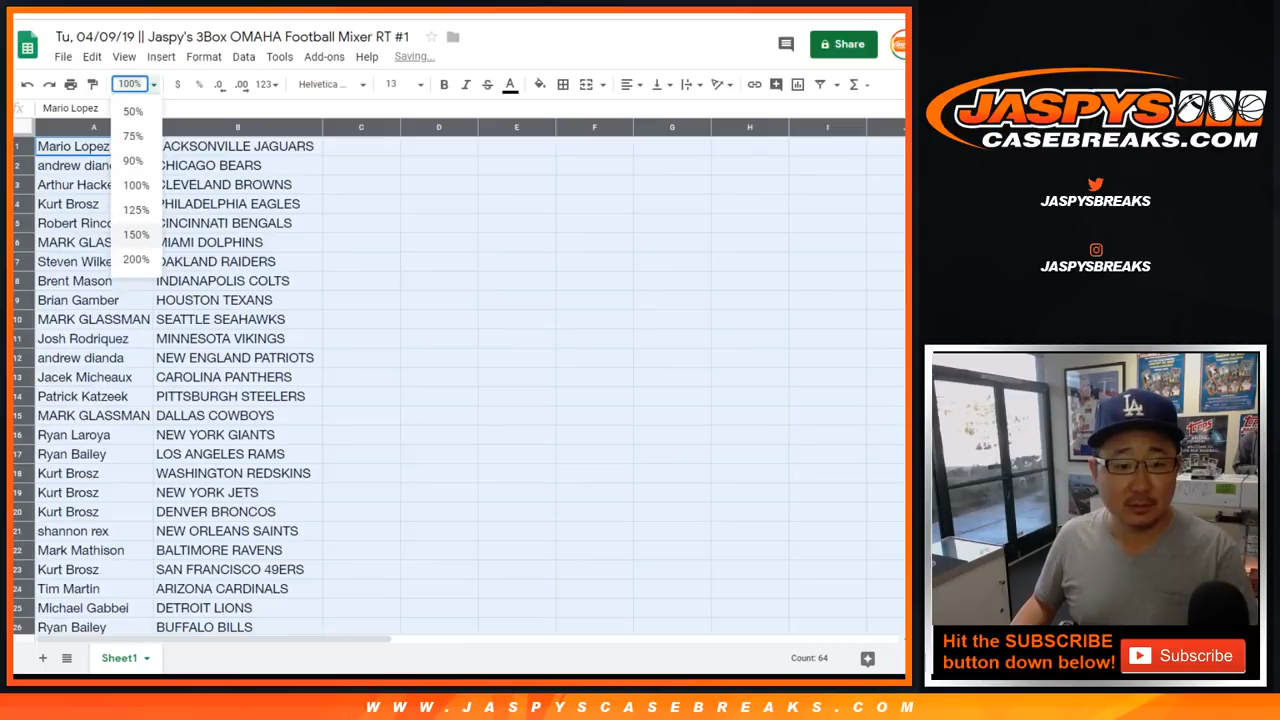 Tu, 04/09/19 || Jaspy's 3Box OMAHA Football Mixer RT #1
File Edit View Insert Format Data Tools Add-ons Help Saving...
Share
100% $ % .0 .00 123 Helvetica... 13 B I S A
fx Mario Lopez
50%
75%
90%
100%
125%
150%
200%
A B C D E F G H I
1 Mario Lopez JACKSONVILLE JAGUARS
2 andrew dianda CHICAGO BEARS
3 Arthur Hacke CLEVELAND BROWNS
4 Kurt Brosz PHILADELPHIA EAGLES
5 Robert Rinco CINCINNATI BENGALS
6 MARK GLAS MIAMI DOLPHINS
7 Steven Wilke OAKLAND RAIDERS
8 Brent Mason INDIANAPOLIS COLTS
9 Brian Gamber HOUSTON TEXANS
10 MARK GLASSMAN SEATTLE SEAHAWKS
11 Josh Rodriquez MINNESOTA VIKINGS
12 andrew dianda NEW ENGLAND PATRIOTS
13 Jacek Micheaux CAROLINA PANTHERS
14 Patrick Katzeek PITTSBURGH STEELERS
15 MARK GLASSMAN DALLAS COWBOYS
16 Ryan Laroya NEW YORK GIANTS
17 Ryan Bailey LOS ANGELES RAMS
18 Kurt Brosz WASHINGTON REDSKINS
19 Kurt Brosz NEW YORK JETS
20 Kurt Brosz DENVER BRONCOS
21 shannon rex NEW ORLEANS SAINTS
22 Mark Mathison BALTIMORE RAVENS
23 Kurt Brosz SAN FRANCISCO 49ERS
24 Tim Martin ARIZONA CARDINALS
25 Michael Gabbei DETROIT LIONS
26 Ryan Bailey BUFFALO BILLS
Sheet1
Count: 64
JASPYS
CASEBREAKS.COM
JASPYSBREAKS
JASPYSBREAKS
LA
topps
Hit the SUBSCRIBE
button down below!
Subscribe
WWW.JASPYSCASEBREAKS.COM